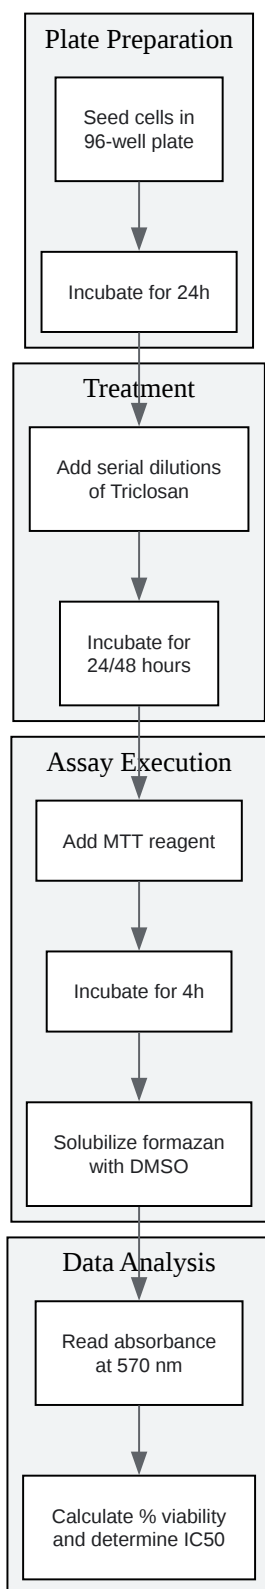 Plate Preparation
Seed cells in
96-well plate
Incubate for 24h
Treatment
Add serial dilutions
of Triclosan
Incubate for
24/48 hours
Assay Execution
Add MTT reagent
Incubate for 4h
Solubilize formazan
with DMSO
Data Analysis
Read absorbance
at 570 nm
Calculate % viability
and determine IC50